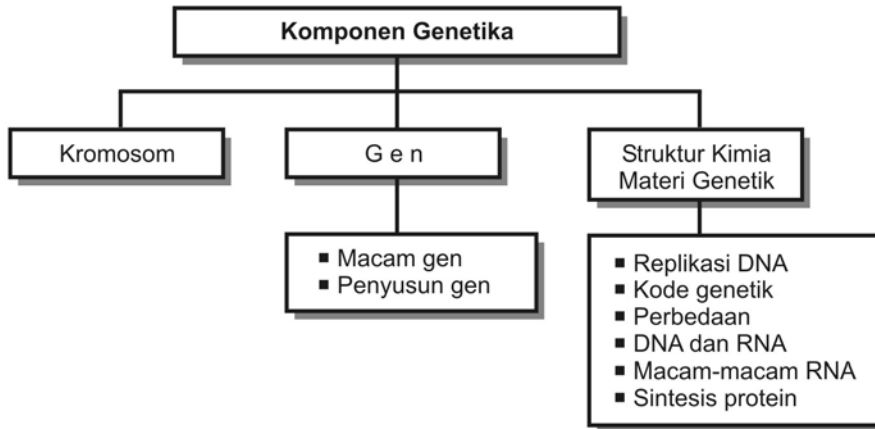 Komponen Genetika
Kromosom
G e n
Struktur Kimia
Materi Genetik
▪ Macam gen
▪ Penyusun gen
▪ Replikasi DNA
▪ Kode genetik
▪ Perbedaan
▪ DNA dan RNA
▪ Macam-macam RNA
▪ Sintesis protein